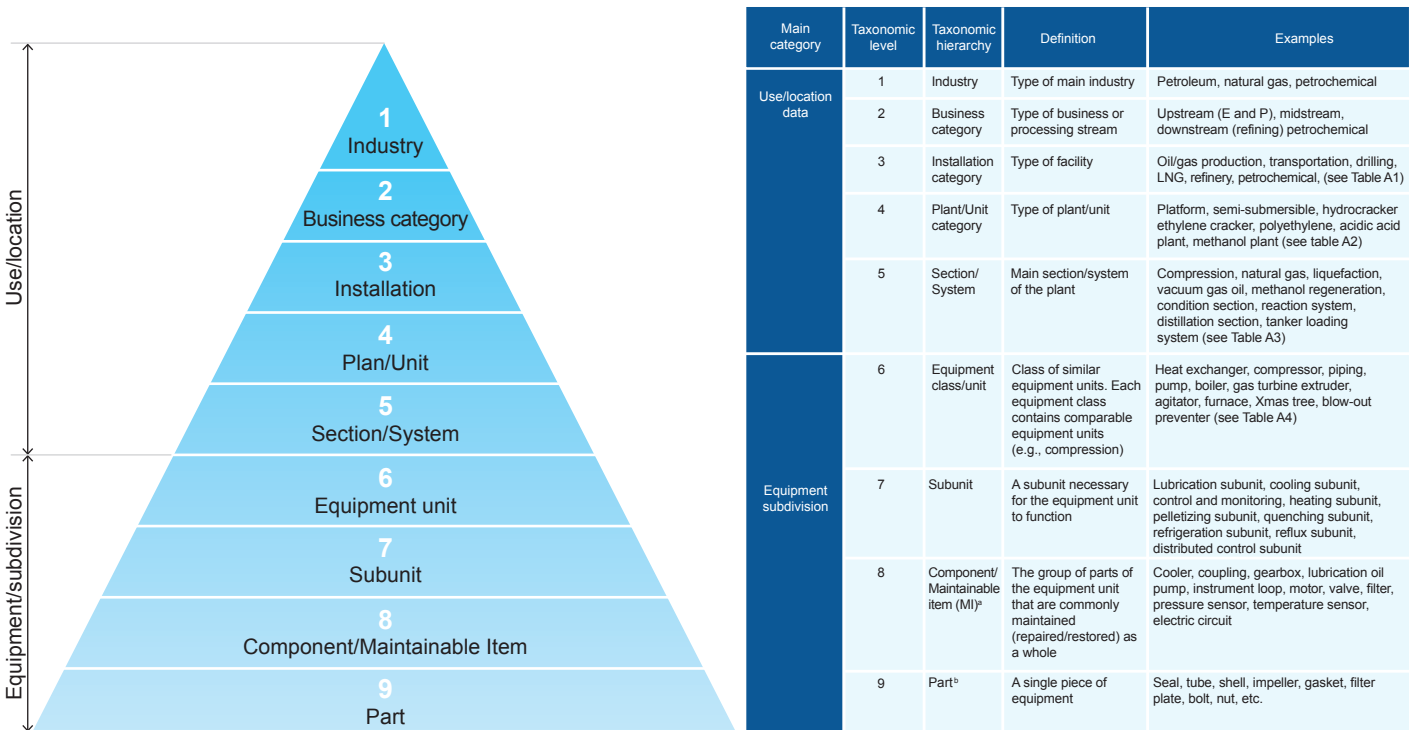 Use/location
Equipment/subdivision
1
Industry
2
Business category
3
Installation
4
Plan/Unit
5
Section/System
6
Equipment unit
7
Subunit
8
Component/Maintainable Item
9
Part
Main
category
Taxonomic
level
Taxonomic
hierarchy
Definition
Examples
Use/location
data
1
Industry
Type of main industry
Petroleum, natural gas, petrochemical
2
Business
category
Type of business or
processing stream
Upstream (E and P), midstream,
downstream (refining) petrochemical
3
Installation
category
Type of facility
Oil/gas production, transportation, drilling,
LNG, refinery, petrochemical, (see Table A1)
4
Plant/Unit
category
Type of plant/unit
Platform, semi-submersible, hydrocracker
ethylene cracker, polyethylene, acidic acid
plant, methanol plant (see table A2)
5
Section/
System
Main section/system
of the plant
Compression, natural gas, liquefaction,
vacuum gas oil, methanol regeneration,
condition section, reaction system,
distillation section, tanker loading
system (see Table A3)
Equipment
subdivision
6
Equipment
class/unit
Class of similar
equipment units. Each
equipment class
contains comparable
equipment units
(e.g., compression)
Heat exchanger, compressor, piping,
pump, boiler, gas turbine extruder,
agitator, furnace, Xmas tree, blow-out
preventer (see Table A4)
7
Subunit
A subunit necessary
for the equipment unit
to function
Lubrication subunit, cooling subunit,
control and monitoring, heating subunit,
pelletizing subunit, quenching subunit,
refrigeration subunit, reflux subunit,
distributed control subunit
8
Component/
Maintainable
item (MI)ᵃ
The group of parts of
the equipment unit
that are commonly
maintained
(repaired/restored) as
a whole
Cooler, coupling, gearbox, lubrication oil
pump, instrument loop, motor, valve, filter,
pressure sensor, temperature sensor,
electric circuit
9
Partᵇ
A single piece of
equipment
Seal, tube, shell, impeller, gasket, filter
plate, bolt, nut, etc.